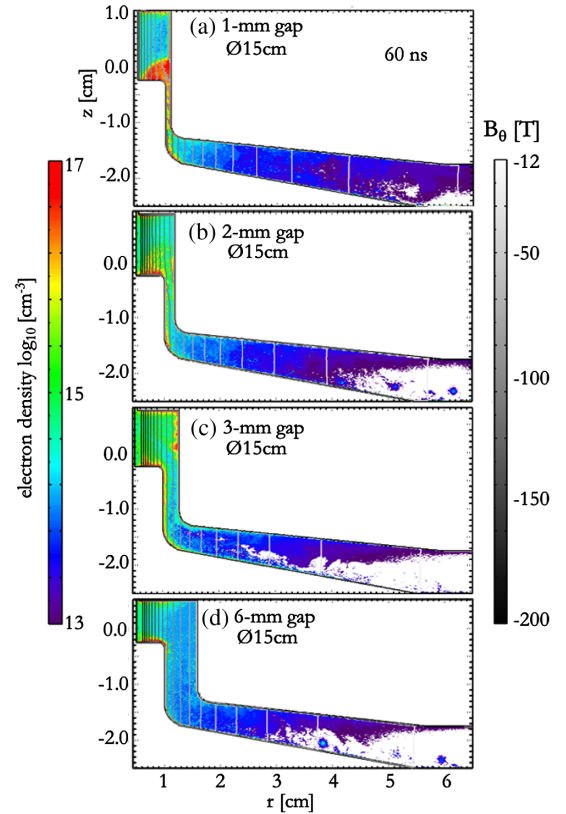 1.0
(a) 1-mm gap
Ø15cm
60 ns
0.0
z [cm]
-1.0
-2.0
Bθ [T]
17
-12
(b) 2-mm gap
Ø15cm
0.0
-50
-1.0
-2.0
electron density log10 [cm-3]
15
-100
(c) 3-mm gap
Ø15cm
0.0
-1.0
-150
-2.0
13
-200
(d) 6-mm gap
Ø15cm
0.0
1.0
-2.0
1 2 3 4 5 6
r [cm]